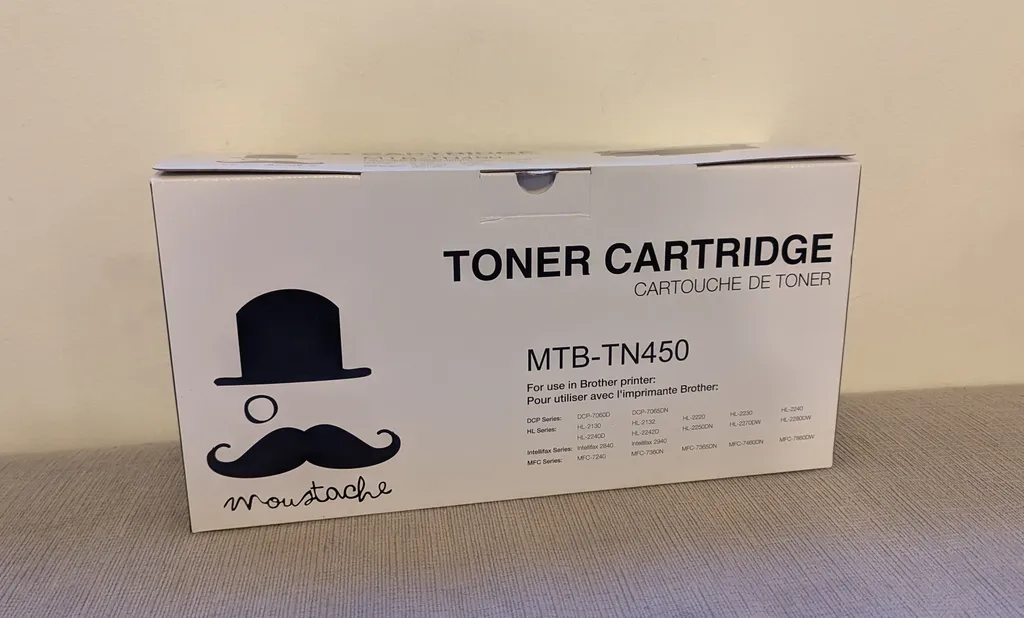 MTB-TN450
TONER CARTRIDGE
CARTOUCHE DE TONER
MTB-TN450
For use in Brother printer:
Pour utiliser avec l'imprimante Brother:
DCP Series: DCP-7060D DCP-7065DN
HL Series: HL-2130 HL-2132 HL-2220 HL-2230 HL-2240
HL-2240D HL-2242D HL-2250DN HL-2270DW HL-2280DW
Intellifax Series: Intellifax 2840 Intellifax 2940
MFC Series: MFC-7240 MFC-7360N MFC-7365DN MFC-7460DN MFC-7860DW
moustache